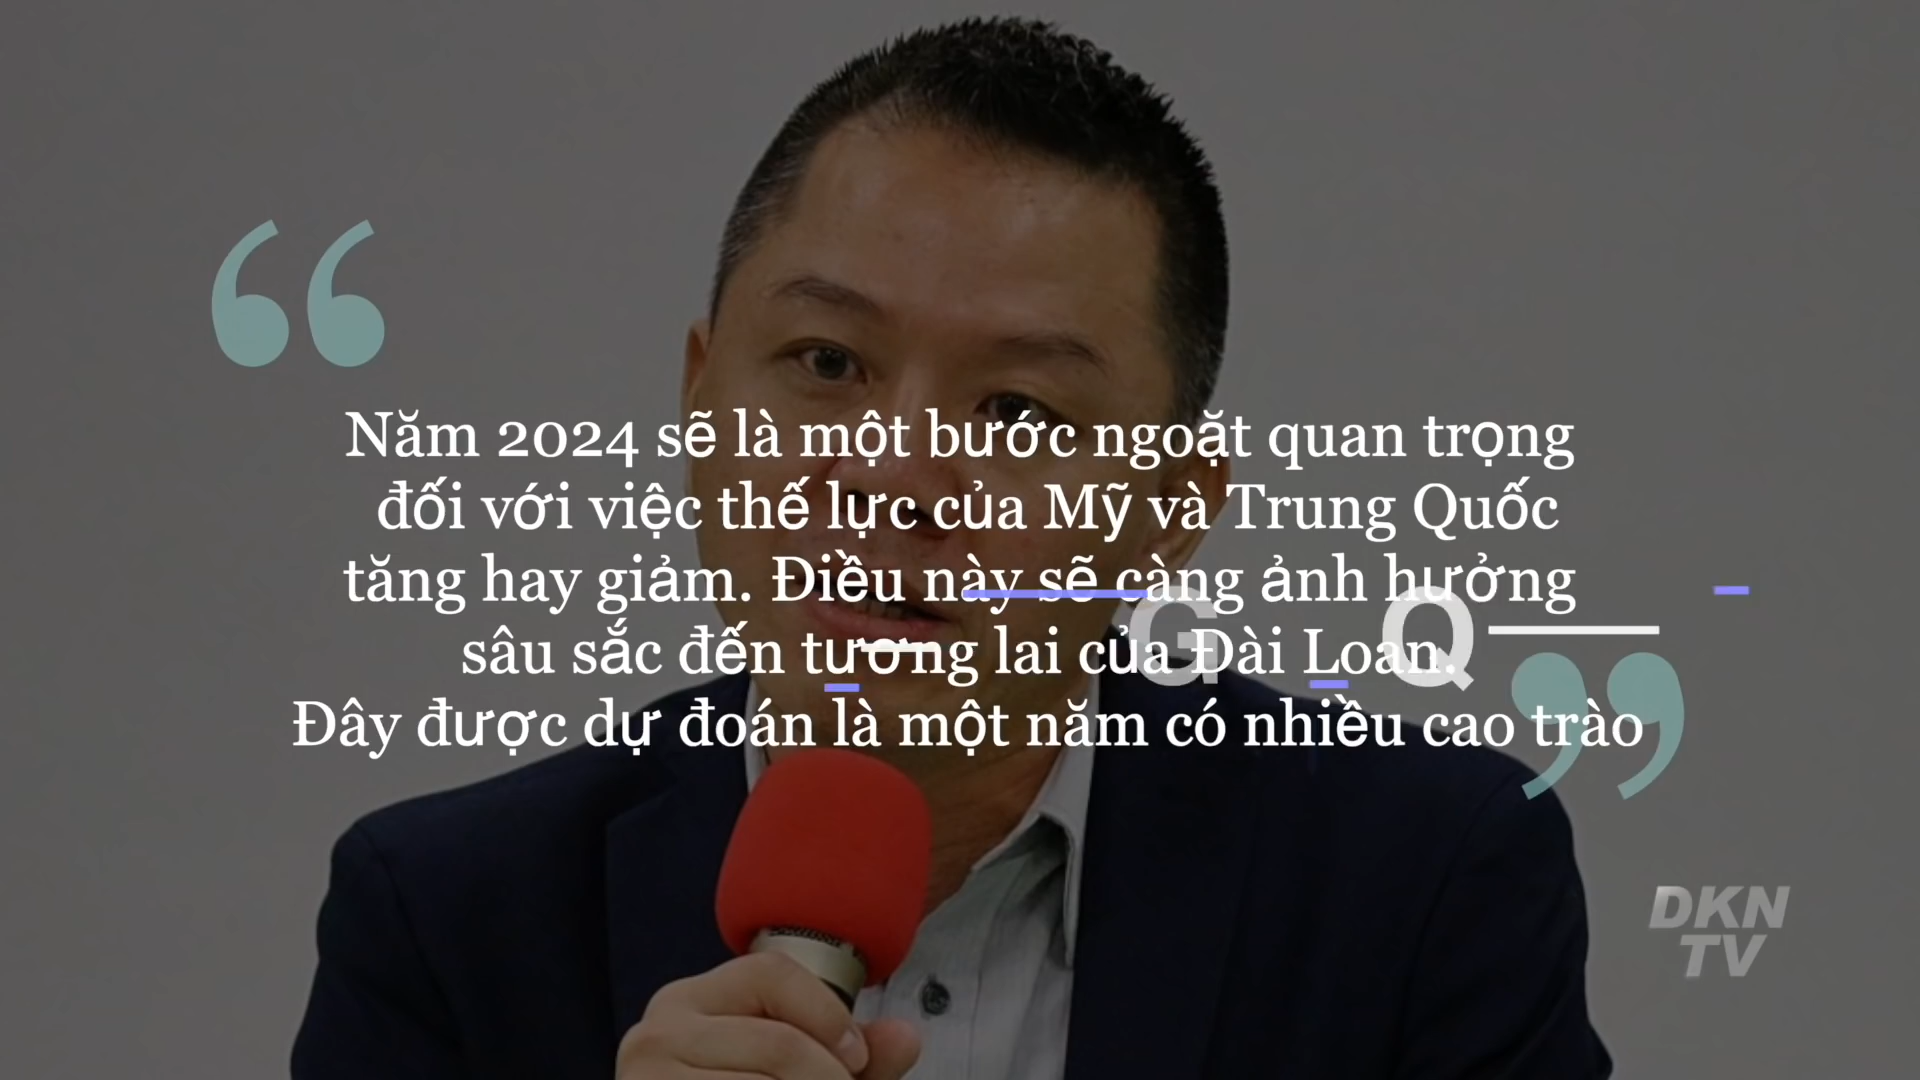 Năm 2024 sẽ là một bước ngoặt quan trọng
đối với việc thế lực của Mỹ và Trung Quốc
tăng hay giảm. Điều này sẽ càng ảnh hưởng
sâu sắc đến tương lai của Đài Loan.
Đây được dự đoán là một năm có nhiều cao trào
G Q
DKN
TV